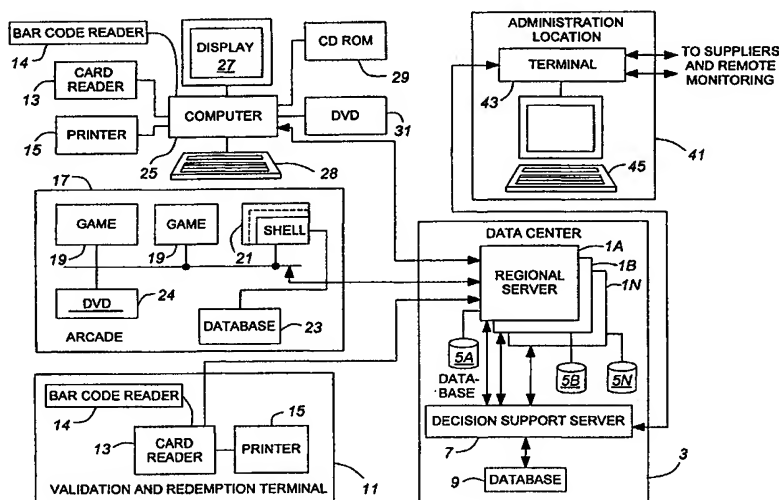 BAR CODE READER
14
CARD
READER
13
PRINTER
15
DISPLAY
27
COMPUTER
25
28
CD ROM
29
DVD
31
ADMINISTRATION
LOCATION
TERMINAL
43
45
41
TO SUPPLIERS
AND REMOTE
MONITORING
17
GAME
19
GAME
19
SHELL
21
DVD
24
DATABASE
23
ARCADE
DATA CENTER
1A
REGIONAL
SERVER
1B
1N
5A
DATA-
BASE
5B
5N
DECISION SUPPORT SERVER
7
DATABASE
9
3
BAR CODE READER
14
CARD
READER
13
PRINTER
15
VALIDATION AND REDEMPTION TERMINAL
11